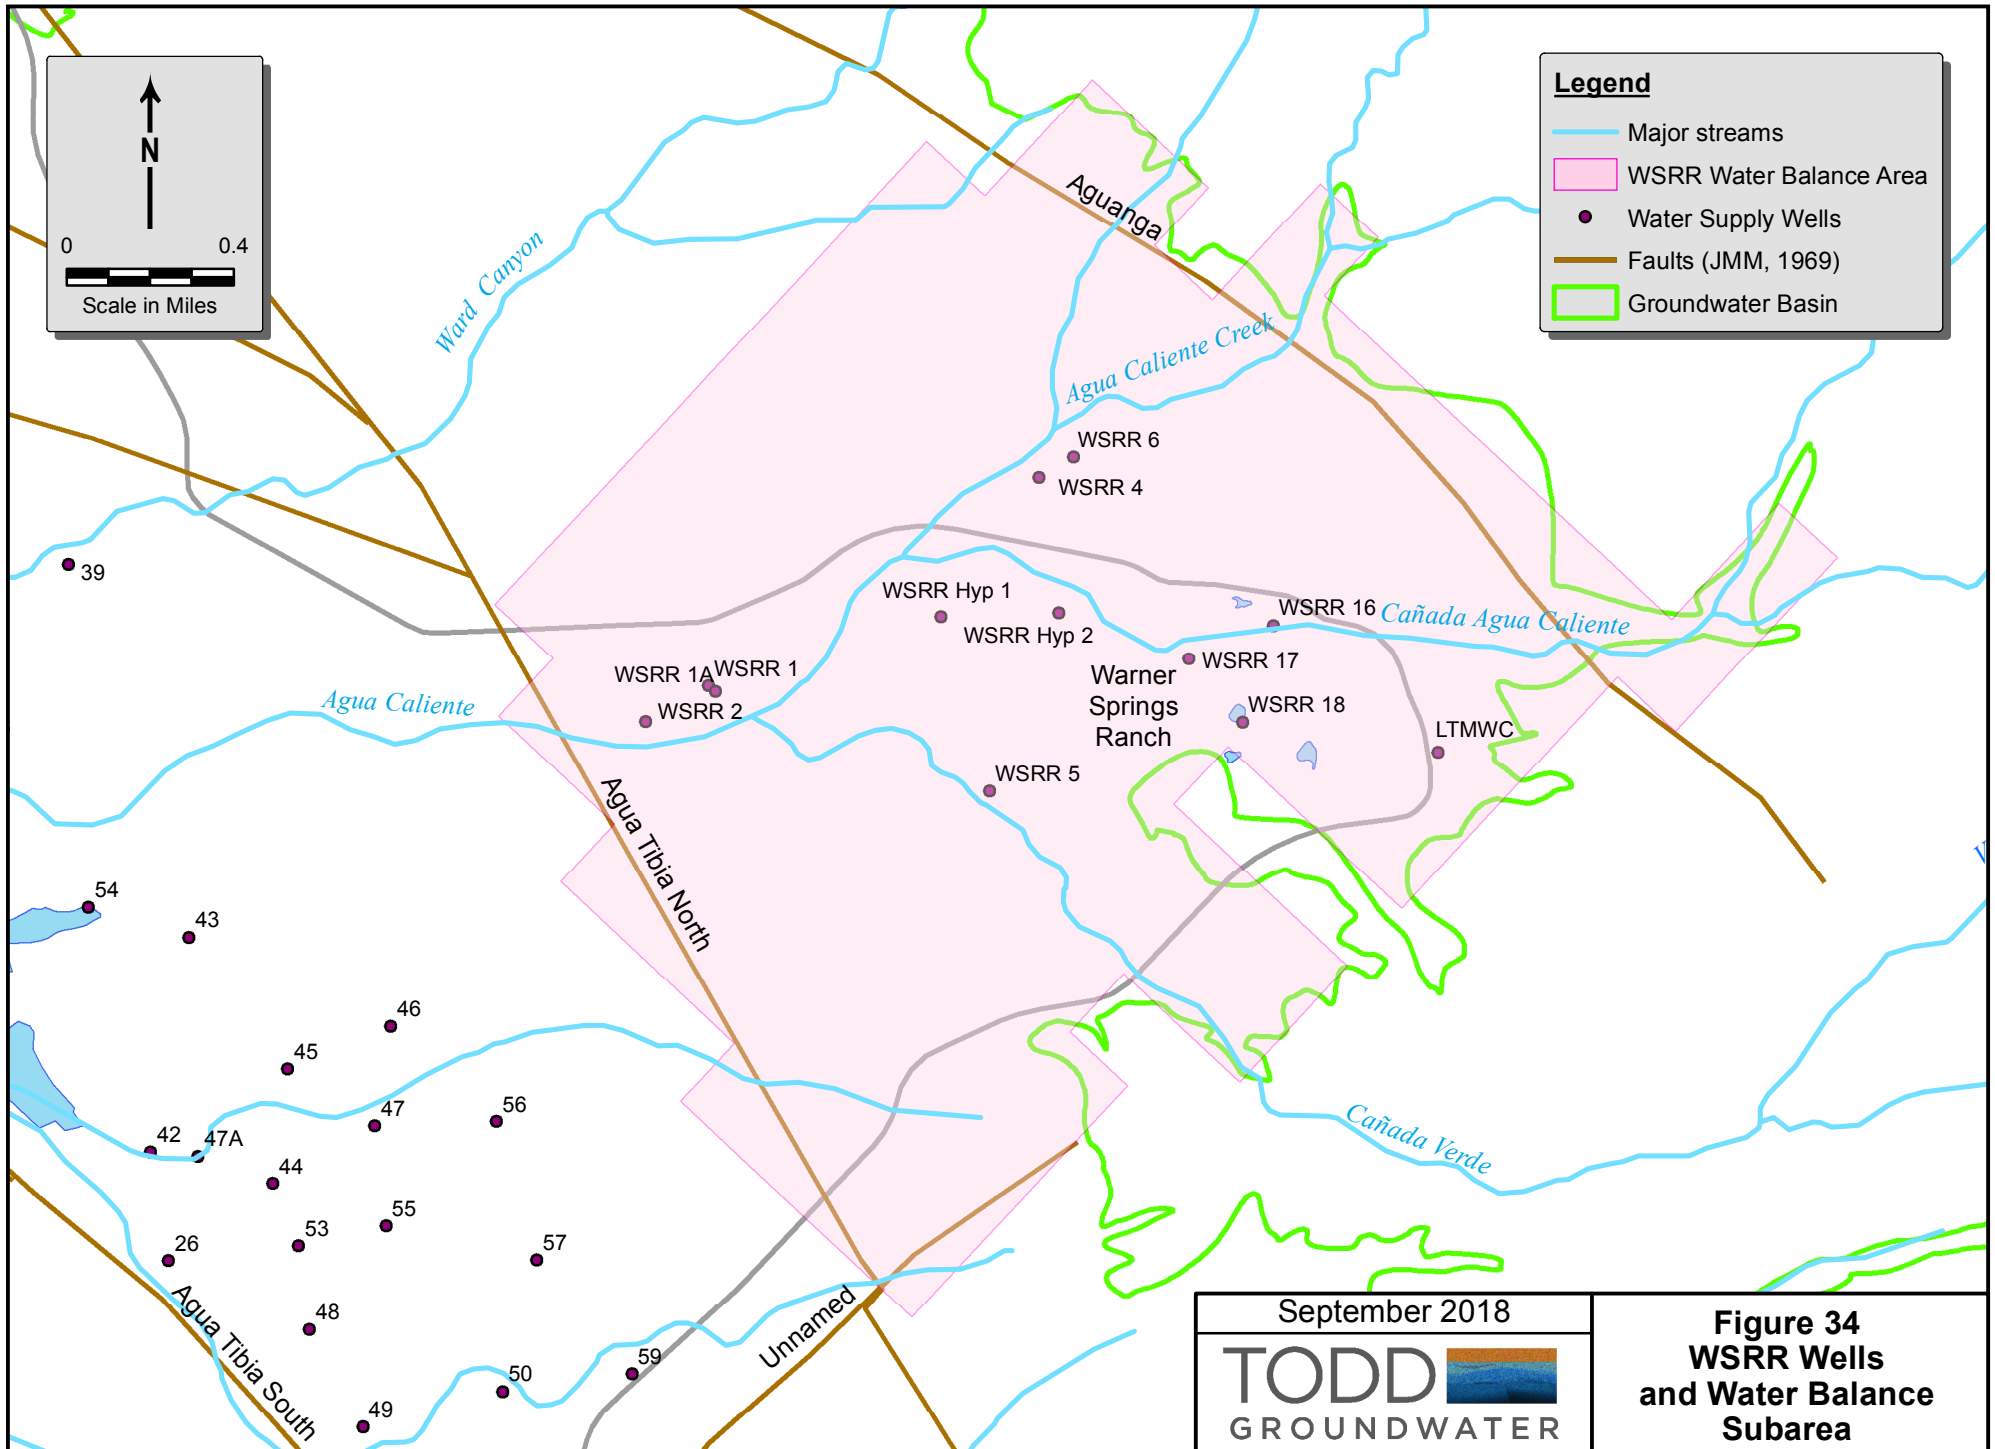 N
0 0.4
Scale in Miles
Legend
Major streams
WSRR Water Balance Area
Water Supply Wells
Faults (JMM, 1969)
Groundwater Basin
Ward Canyon
Aguanga
Agua Caliente Creek
WSRR 6
WSRR 4
39
WSRR Hyp 1
WSRR Hyp 2
WSRR 16
Cañada Agua Caliente
WSRR 1A
WSRR 1
WSRR 17
WSRR 2
Warner
Springs
Ranch
WSRR 18
LTMWC
Agua Caliente
WSRR 5
Agua Tibia North
54
43
46
45
47
56
42
47A
44
Cañada Verde
55
53
26
57
48
Agua Tibia South
Unnamed
59
50
49
September 2018
TODD
GROUNDWATER
Figure 34
WSRR Wells
and Water Balance
Subarea